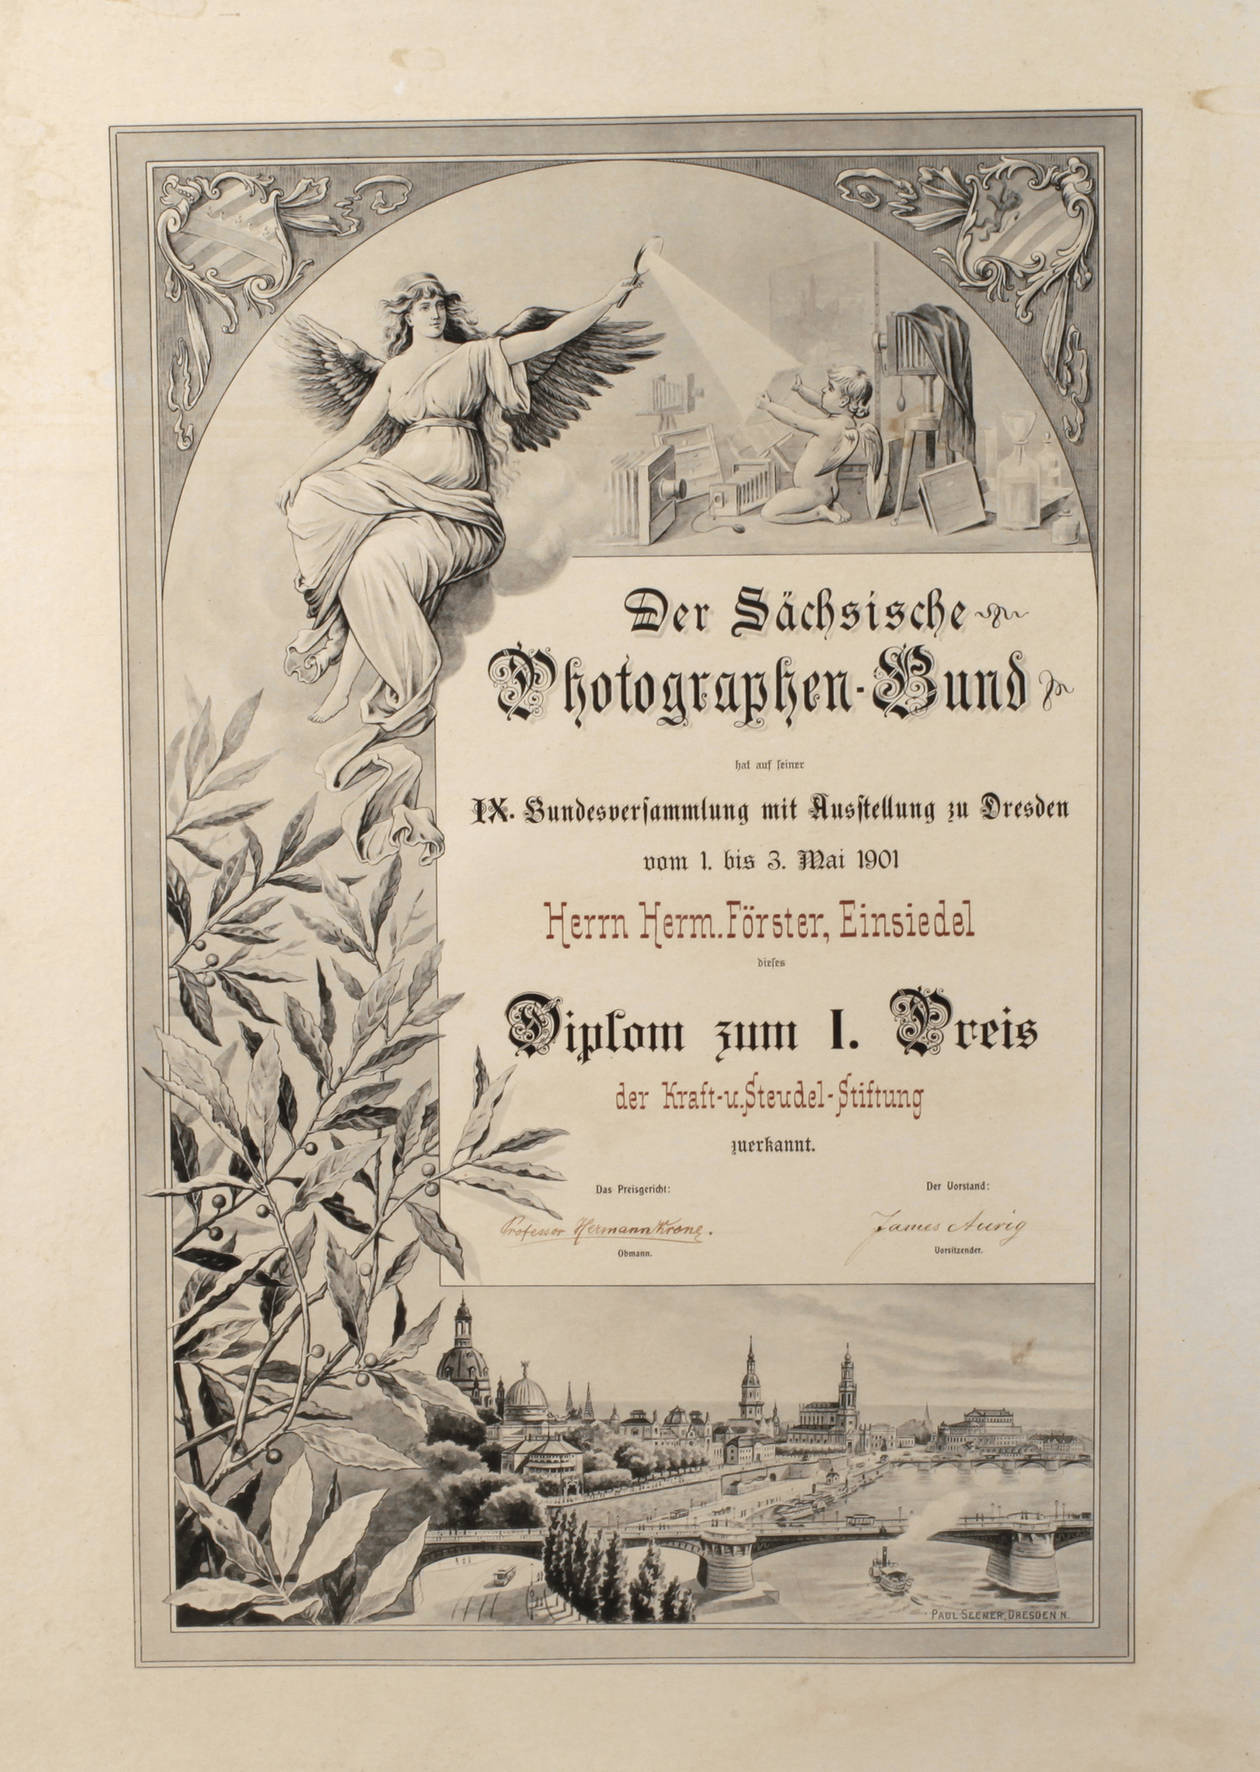 Der Sächsische
Photographen-Bund
hat auf seiner
IX. Bundesversammlung mit Ausstellung zu Dresden
vom 1. bis 3. Mai 1901
Herrn Herm. Förster, Einsiedel
dieses
Diplom zum I. Preis
der Kraft-u. Steudel-Stiftung
zuerkannt.
Das Preisgericht:
Professor Hermann Krone.
Obmann.
Der Vorstand:
James Aurig
Vorsitzender.
PAUL SEENER, DRESDEN N.